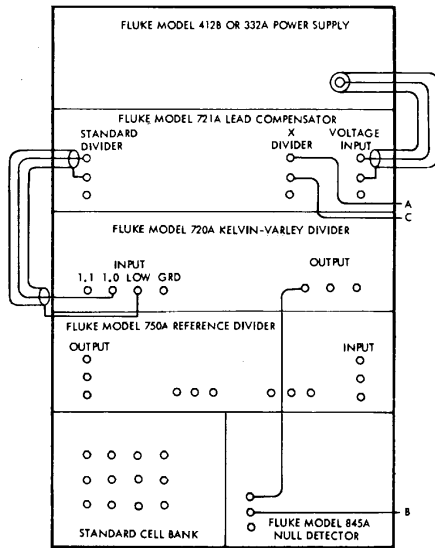 FLUKE MODEL 412B OR 332A POWER SUPPLY
FLUKE MODEL 721A LEAD COMPENSATOR
STANDARD
DIVIDER
X
DIVIDER
VOLTAGE
INPUT
A
C
FLUKE MODEL 720A KELVIN-VARLEY DIVIDER
INPUT
1.1 1.0 LOW GRD
OUTPUT
FLUKE MODEL 750A REFERENCE DIVIDER
OUTPUT
INPUT
B
STANDARD CELL BANK
FLUKE MODEL 845A
NULL DETECTOR